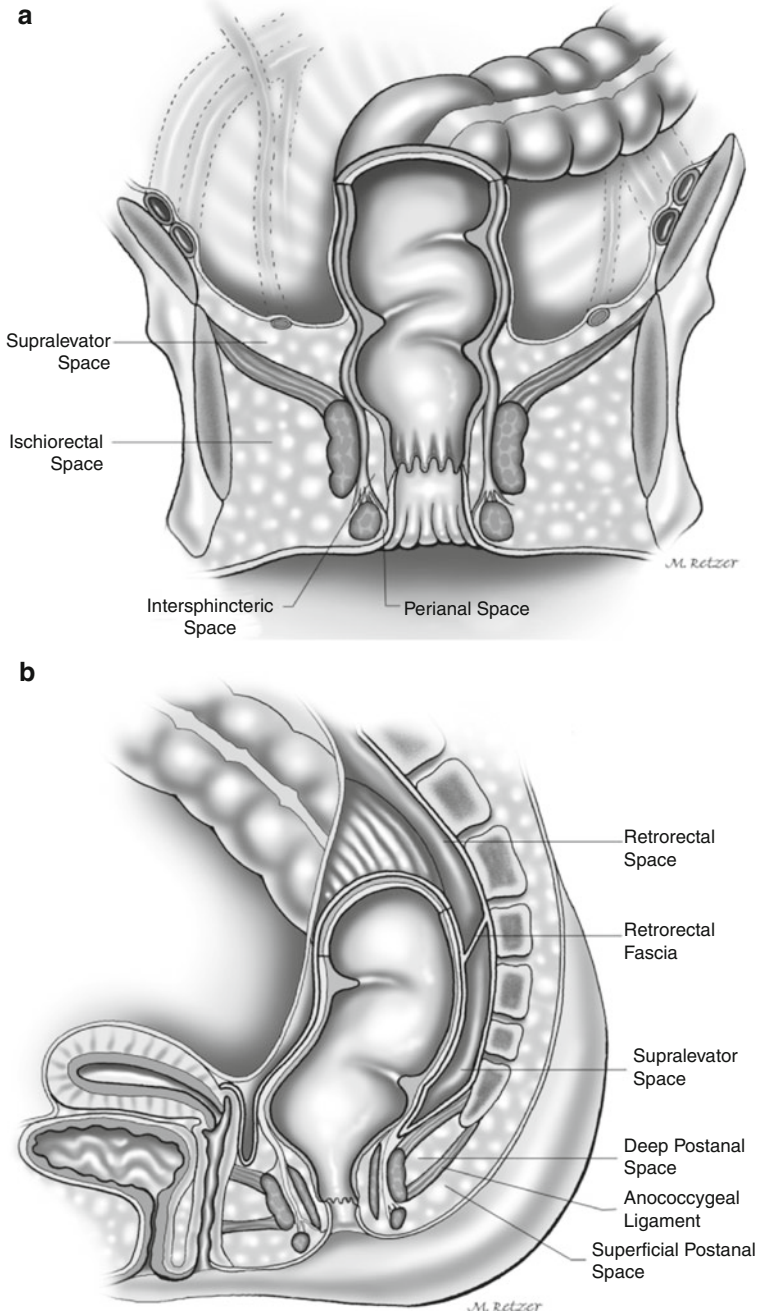 a
Supralevator
Space
Ischiorectal
Space
M. Retzer
Intersphincteric
Space
Perianal Space
b
Retrorectal
Space
Retrorectal
Fascia
Supralevator
Space
Deep Postanal
Space
Anococcygeal
Ligament
Superficial Postanal
Space
M. Retzer